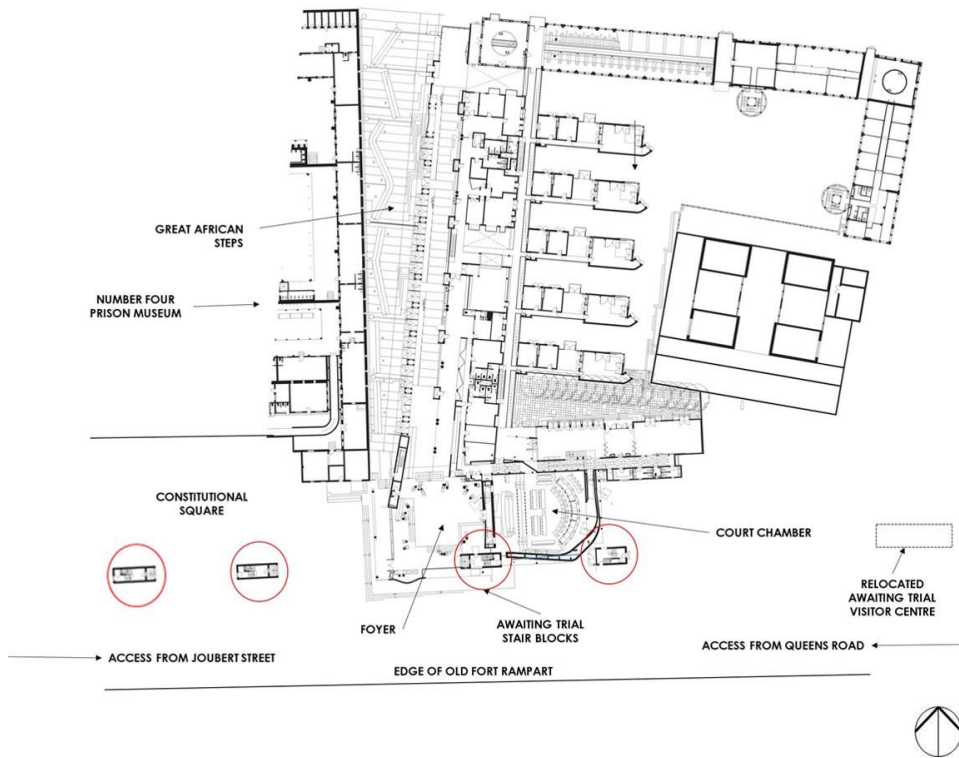 GREAT AFRICAN
STEPS
NUMBER FOUR
PRISON MUSEUM
CONSTITUTIONAL
SQUARE
COURT CHAMBER
RELOCATED
AWAITING TRIAL
VISITOR CENTRE
FOYER
AWAITING TRIAL
STAIR BLOCKS
ACCESS FROM JOUBERT STREET
ACCESS FROM QUEENS ROAD
EDGE OF OLD FORT RAMPART